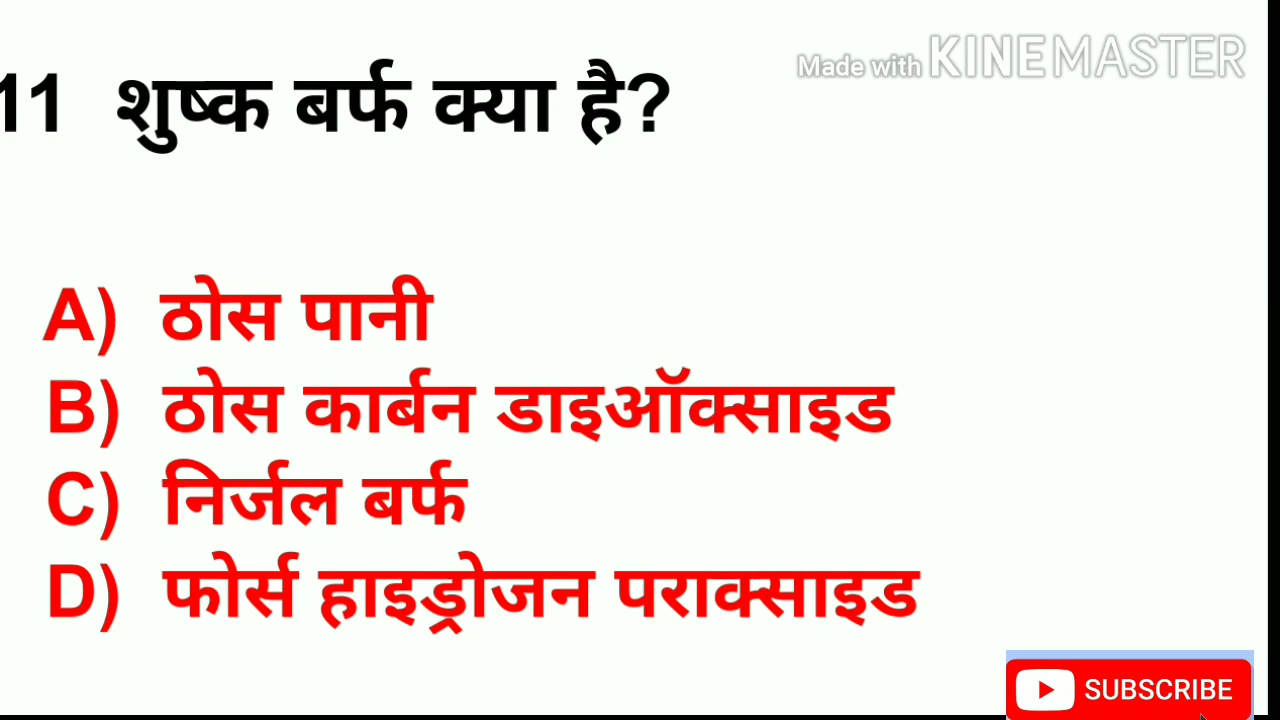 Made with KINEMASTER
11 शुष्क बर्फ क्या है?
A) ठोस पानी
B) ठोस कार्बन डाइऑक्साइड
C) निर्जल बर्फ
D) फोर्स हाइड्रोजन पराक्साइड
SUBSCRIBE